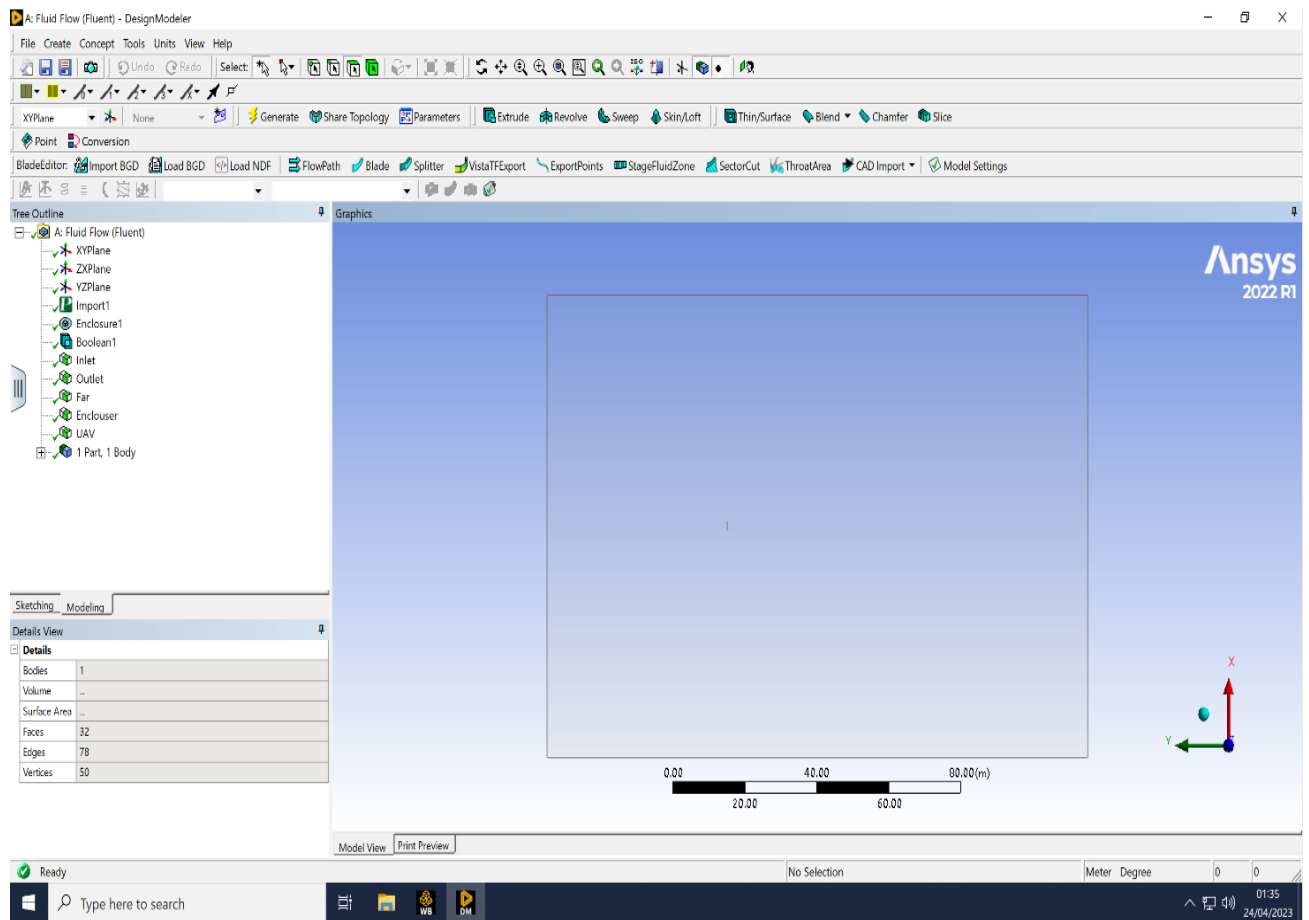 A: Fluid Flow (Fluent) - DesignModeler
File Create Concept Tools Units View Help
Undo Redo Select:
XYPlane None Generate Share Topology Parameters Extrude Revolve Sweep Skin/Loft Thin/Surface Blend Chamfer Slice
Point Conversion
BladeEditor: Import BGD Load BGD Load NDF FlowPath Blade Splitter VistaTFExport ExportPoints StageFluidZone SectorCut ThroatArea CAD Import Model Settings
Tree Outline
Graphics
A: Fluid Flow (Fluent)
XYPlane
ZXPlane
YZPlane
Import1
Enclosure1
Boolean1
Inlet
Outlet
Far
Enclouser
UAV
1 Part, 1 Body
Ansys
2022 R1
Sketching Modeling
Details View
Details
Bodies 1
Volume ...
Surface Area ...
Faces 32
Edges 78
Vertices 50
X
Y
Z
0.00 40.00 80.00(m)
20.00 60.00
Model View Print Preview
Ready No Selection Meter Degree 0 0
Type here to search
WB
DM
01:35
24/04/2023